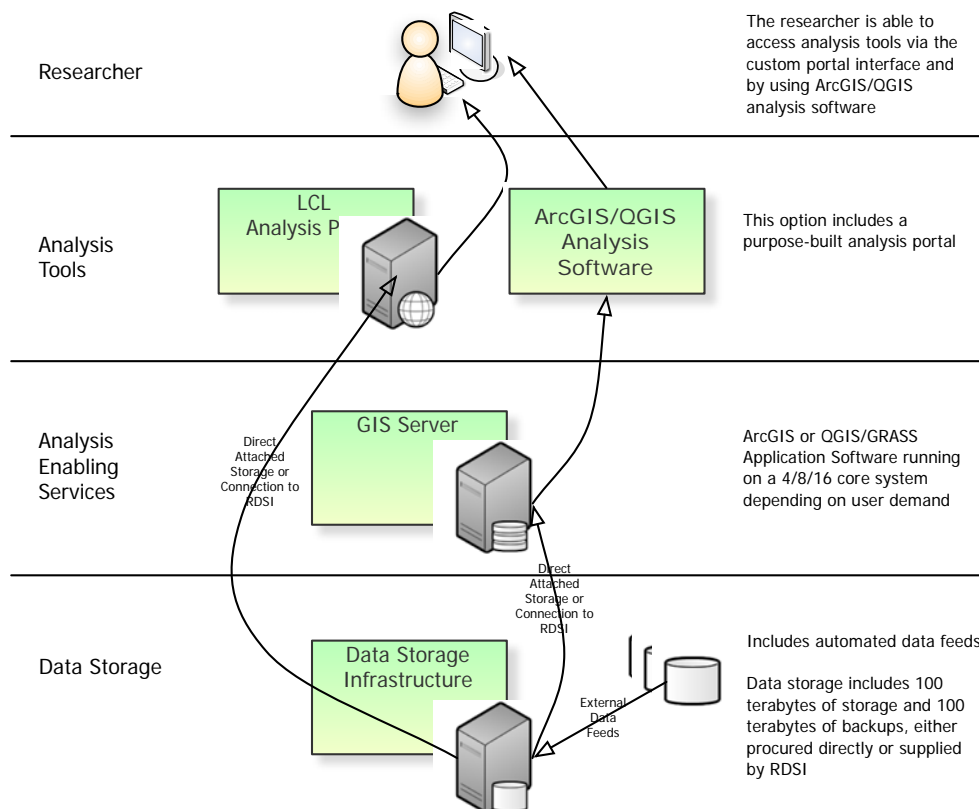 Researcher
The researcher is able to
access analysis tools via the
custom portal interface and
by using ArcGIS/QGIS
analysis software
Analysis
Tools
LCL
Analysis P
ArcGIS/QGIS
Analysis
Software
This option includes a
purpose-built analysis portal
Analysis
Enabling
Services
Direct
Attached
Storage or
Connection to
RDSI
GIS Server
ArcGIS or QGIS/GRASS
Application Software running
on a 4/8/16 core system
depending on user demand
Direct
Attached
Storage or
Connection to
RDSI
Data Storage
Data Storage
Infrastructure
External
Data
Feeds
Includes automated data feeds
Data storage includes 100
terabytes of storage and 100
terabytes of backups, either
procured directly or supplied
by RDSI